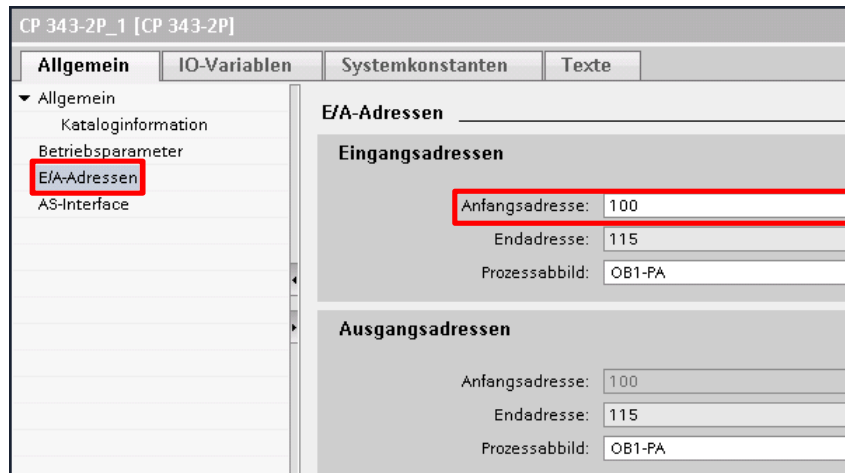 CP 343-2P_1 [CP 343-2P]
Allgemein IO-Variablen Systemkonstanten Texte
Allgemein
Kataloginformation
Betriebsparameter
E/A-Adressen
AS-Interface
E/A-Adressen
Eingangsadressen
Anfangsadresse: 100
Endadresse: 115
Prozessabbild: OB1-PA
Ausgangsadressen
Anfangsadresse: 100
Endadresse: 115
Prozessabbild: OB1-PA